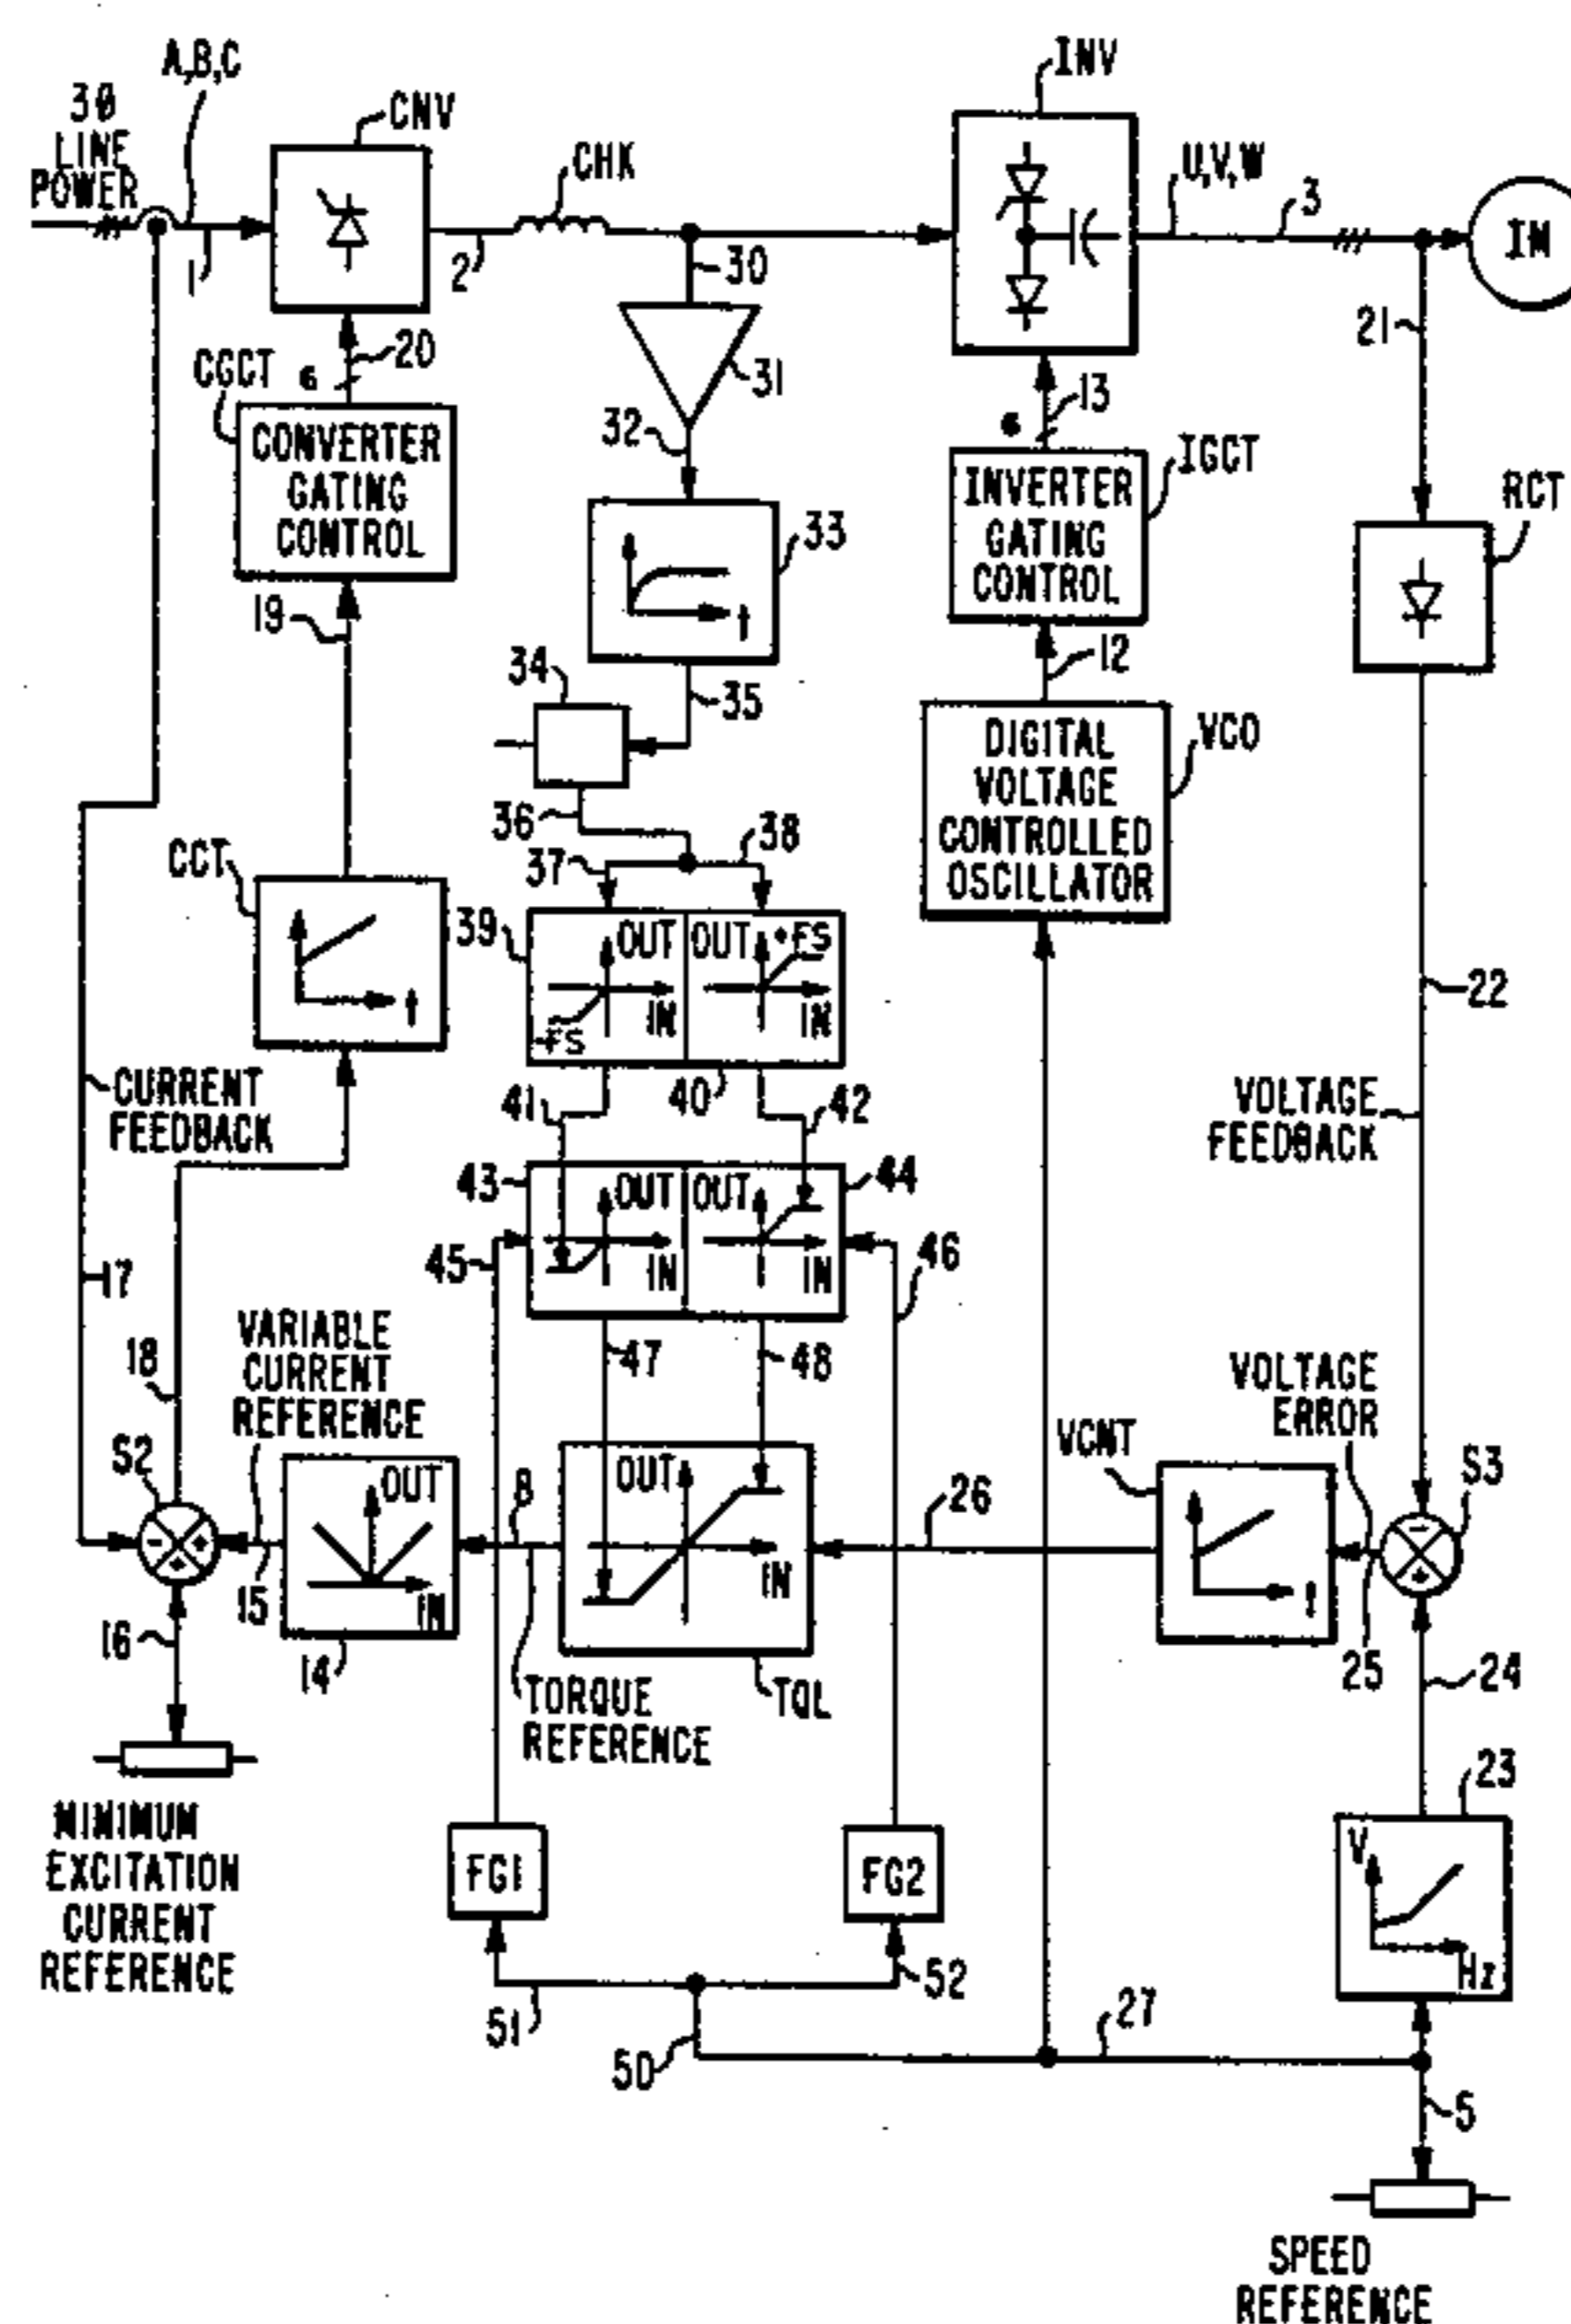 A,B,C
30
LINE
POWER
CNV
CHK
INV
U,V,W
3
IM
1
2
30
21
CGCT
6
20
31
32
6
13
IGCT
RCT
CONVERTER
GATING
CONTROL
INVERTER
GATING
CONTROL
33
t
19
34
35
12
DIGITAL
VOLTAGE
CONTROLLED
OSCILLATOR
VCO
36
37
38
CCT
t
39
OUT
IN
+FS
OUT
+FS
IN
22
CURRENT
FEEDBACK
41
40
42
VOLTAGE
FEEDBACK
43
OUT
IN
OUT
IN
44
45
46
17
47
48
18
VARIABLE
CURRENT
REFERENCE
VOLTAGE
ERROR
S2
OUT
IN
8
OUT
IN
26
VCNT
t
S3
-
+
+
-
+
15
16
14
TORQUE
REFERENCE
TQL
25
24
MINIMUM
EXCITATION
CURRENT
REFERENCE
FG1
FG2
23
V
Hz
51
52
50
27
5
SPEED
REFERENCE